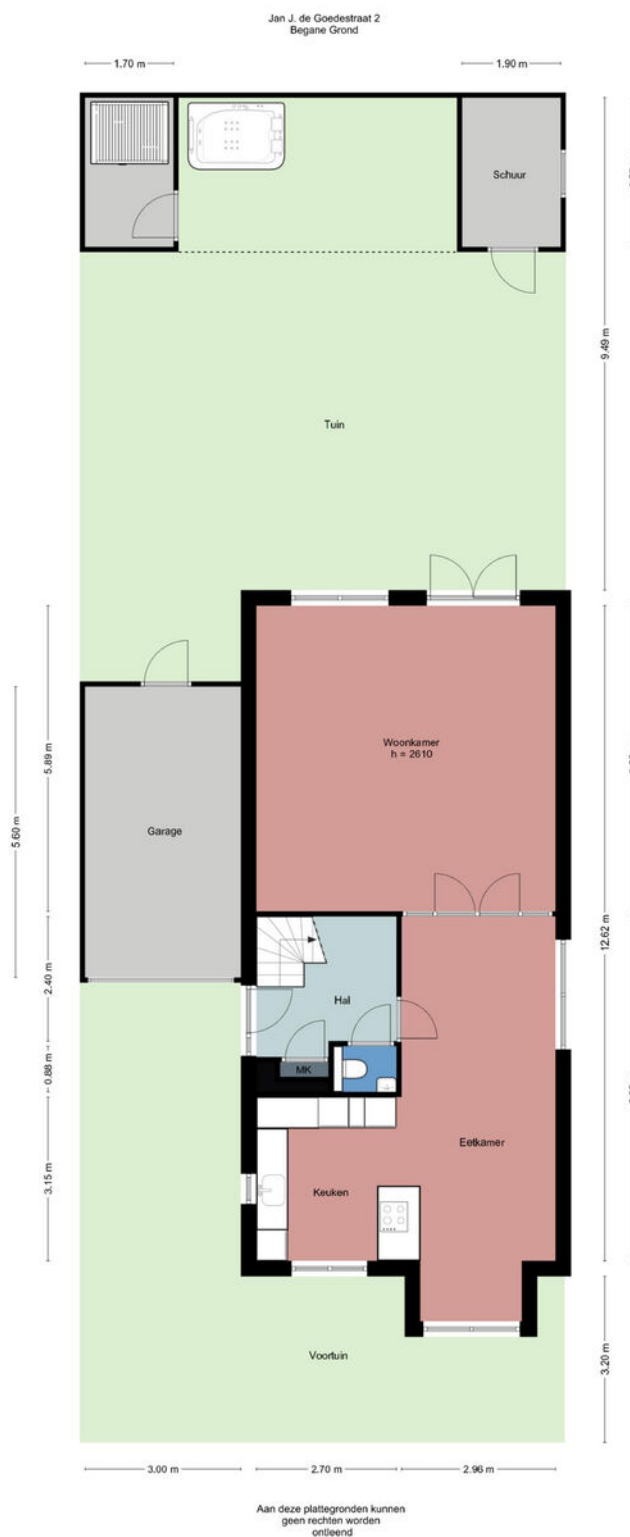 Jan J. de Goedestraat 2
Begane Grond
1.70 m
1.90 m
Schuur
9.49 m
Tuin
Woonkamer
h = 2610
5.89 m
5.60 m
Garage
12.62 m
2.40 m
Hal
0.88 m
MK
Eetkamer
3.15 m
Keuken
Voortuin
3.20 m
3.00 m
2.70 m
2.96 m
Aan deze plattegronden kunnen
geen rechten worden
ontleend